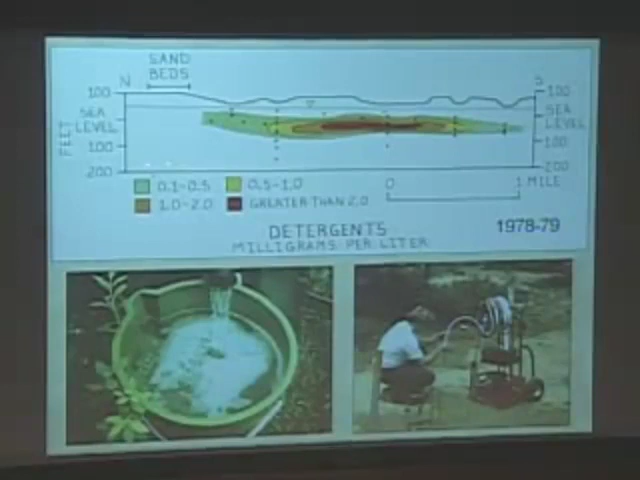 SAND
BEDS
N
S
100
SEA
LEVEL
100
200
FEET
100
SEA
LEVEL
100
200
0.1-0.5
0.5-1.0
1.0-2.0
GREATER THAN 2.0
0
1 MILE
DETERGENTS
MILLIGRAMS PER LITER
1978-79